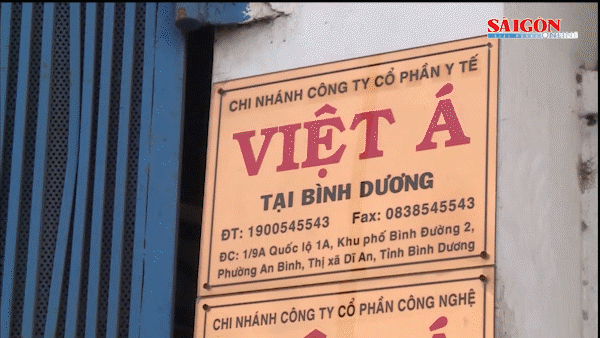 SÀIGÒN
CHI NHÁNH CÔNG TY CỔ PHẦN Y TẾ
VIỆT Á
TẠI BÌNH DƯƠNG
ĐT: 1900545543 Fax: 0838545543
ĐC: 1/9A Quốc lộ 1A, Khu phố Bình Đường 2,
Phường An Bình, Thị xã Dĩ An, Tỉnh Bình Dương
CHI NHÁNH CÔNG TY CỔ PHẦN CÔNG NGHỆ